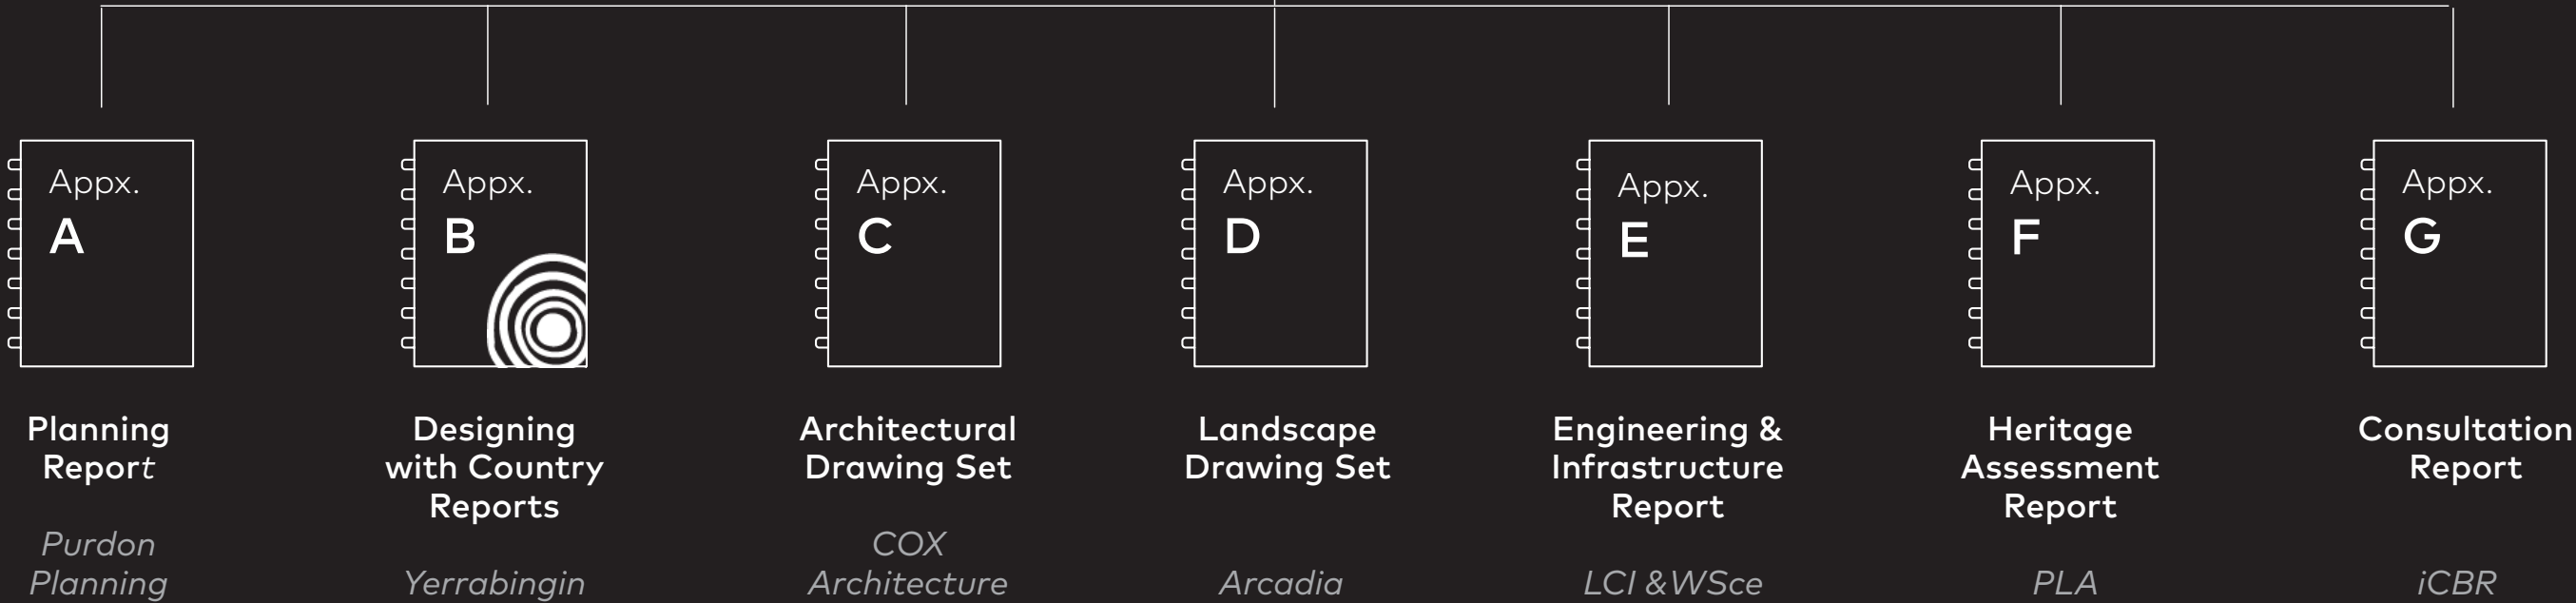 Appx.
A
Planning
Report
Purdon
Planning
Appx.
B
Designing
with Country
Reports
Yerrabingin
Appx.
C
Architectural
Drawing Set
COX
Architecture
Appx.
D
Landscape
Drawing Set
Arcadia
Appx.
E
Engineering &
Infrastructure
Report
LCI &WSce
Appx.
F
Heritage
Assessment
Report
PLA
Appx.
G
Consultation
Report
iCBR